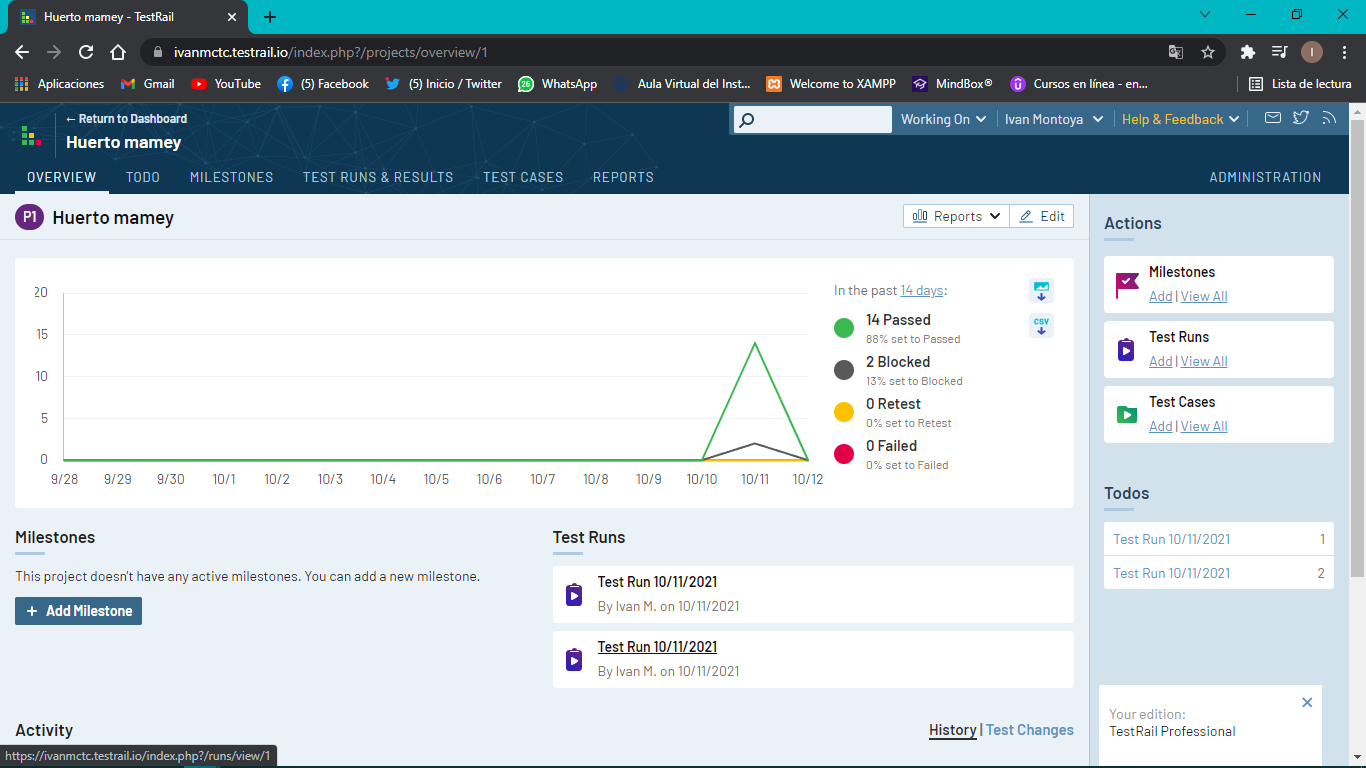 Huerto mamey - TestRail
ivanmctc.testrail.io/index.php?/projects/overview/1
I
Aplicaciones
Gmail
YouTube
(5) Facebook
(5) Inicio / Twitter
26
WhatsApp
Aula Virtual del Inst...
Welcome to XAMPP
MindBox®
Cursos en línea - en...
Lista de lectura
← Return to Dashboard
Huerto mamey
Working On
Ivan Montoya
Help & Feedback
OVERVIEW
TODO
MILESTONES
TEST RUNS & RESULTS
TEST CASES
REPORTS
ADMINISTRATION
P1
Huerto mamey
Reports
Edit
20
15
10
5
0
9/28 9/29 9/30 10/1 10/2 10/3 10/4 10/5 10/6 10/7 10/8 10/9 10/10 10/11 10/12
In the past 14 days:
14 Passed
88% set to Passed
2 Blocked
13% set to Blocked
0 Retest
0% set to Retest
0 Failed
0% set to Failed
CSV
Milestones
This project doesn't have any active milestones. You can add a new milestone.
+ Add Milestone
Test Runs
Test Run 10/11/2021
By Ivan M. on 10/11/2021
Test Run 10/11/2021
By Ivan M. on 10/11/2021
Activity
History | Test Changes
Actions
Milestones
Add | View All
Test Runs
Add | View All
Test Cases
Add | View All
Todos
Test Run 10/11/2021 1
Test Run 10/11/2021 2
Your edition:
TestRail Professional
https://ivanmctc.testrail.io/index.php?/runs/view/1